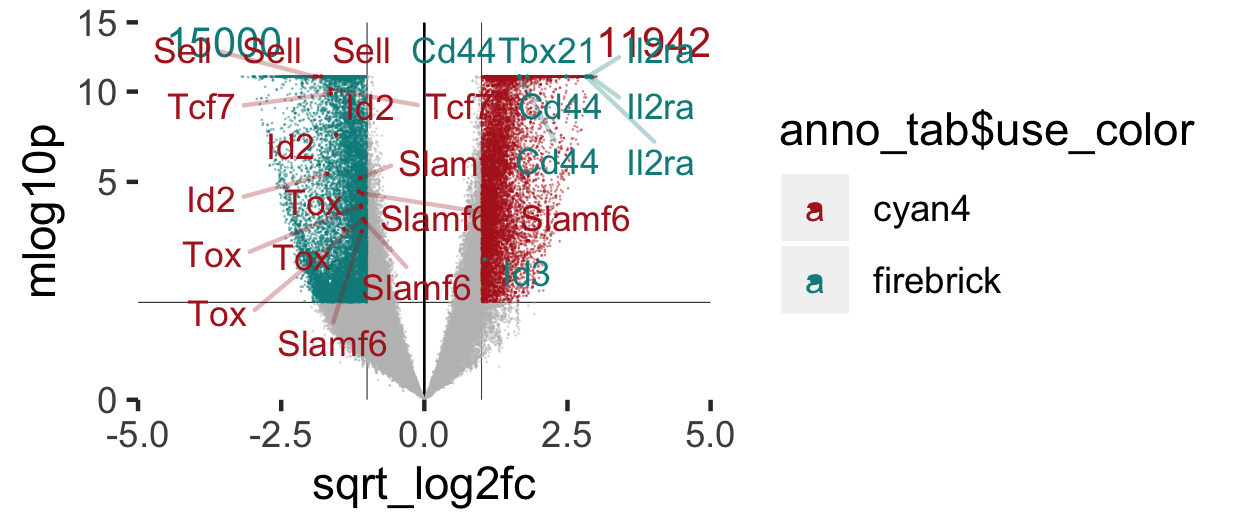 15
15000
11942
Sell
Sell
Sell
Cd44
Tbx21
Il2ra
10
Tcf7
Id2
Tcf7
Cd44
Il2ra
anno_tab$use_color
Id2
Slamf6
Cd44
Il2ra
5
Id2
Tox
Slamf6
Slamf6
a cyan4
Tox
Tox
Id3
a firebrick
Slamf6
Tox
Slamf6
0
-5.0 -2.5 0.0 2.5 5.0
sqrt_log2fc
mlog10p